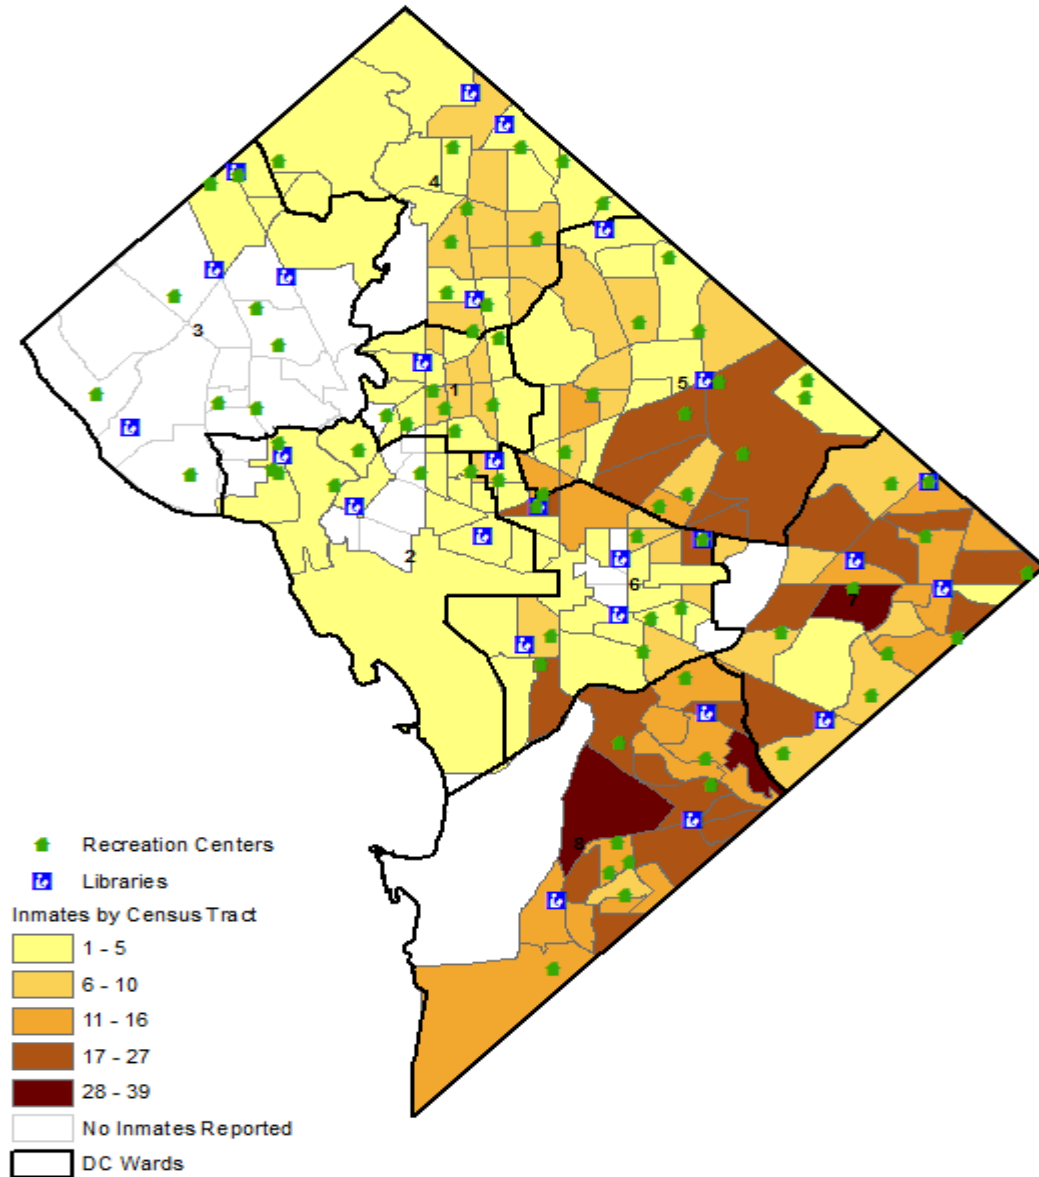 4
3
1
5
2
6
7
8
Recreation Centers
Libraries
Inmates by Census Tract
1 - 5
6 - 10
11 - 16
17 - 27
28 - 39
No Inmates Reported
DC Wards